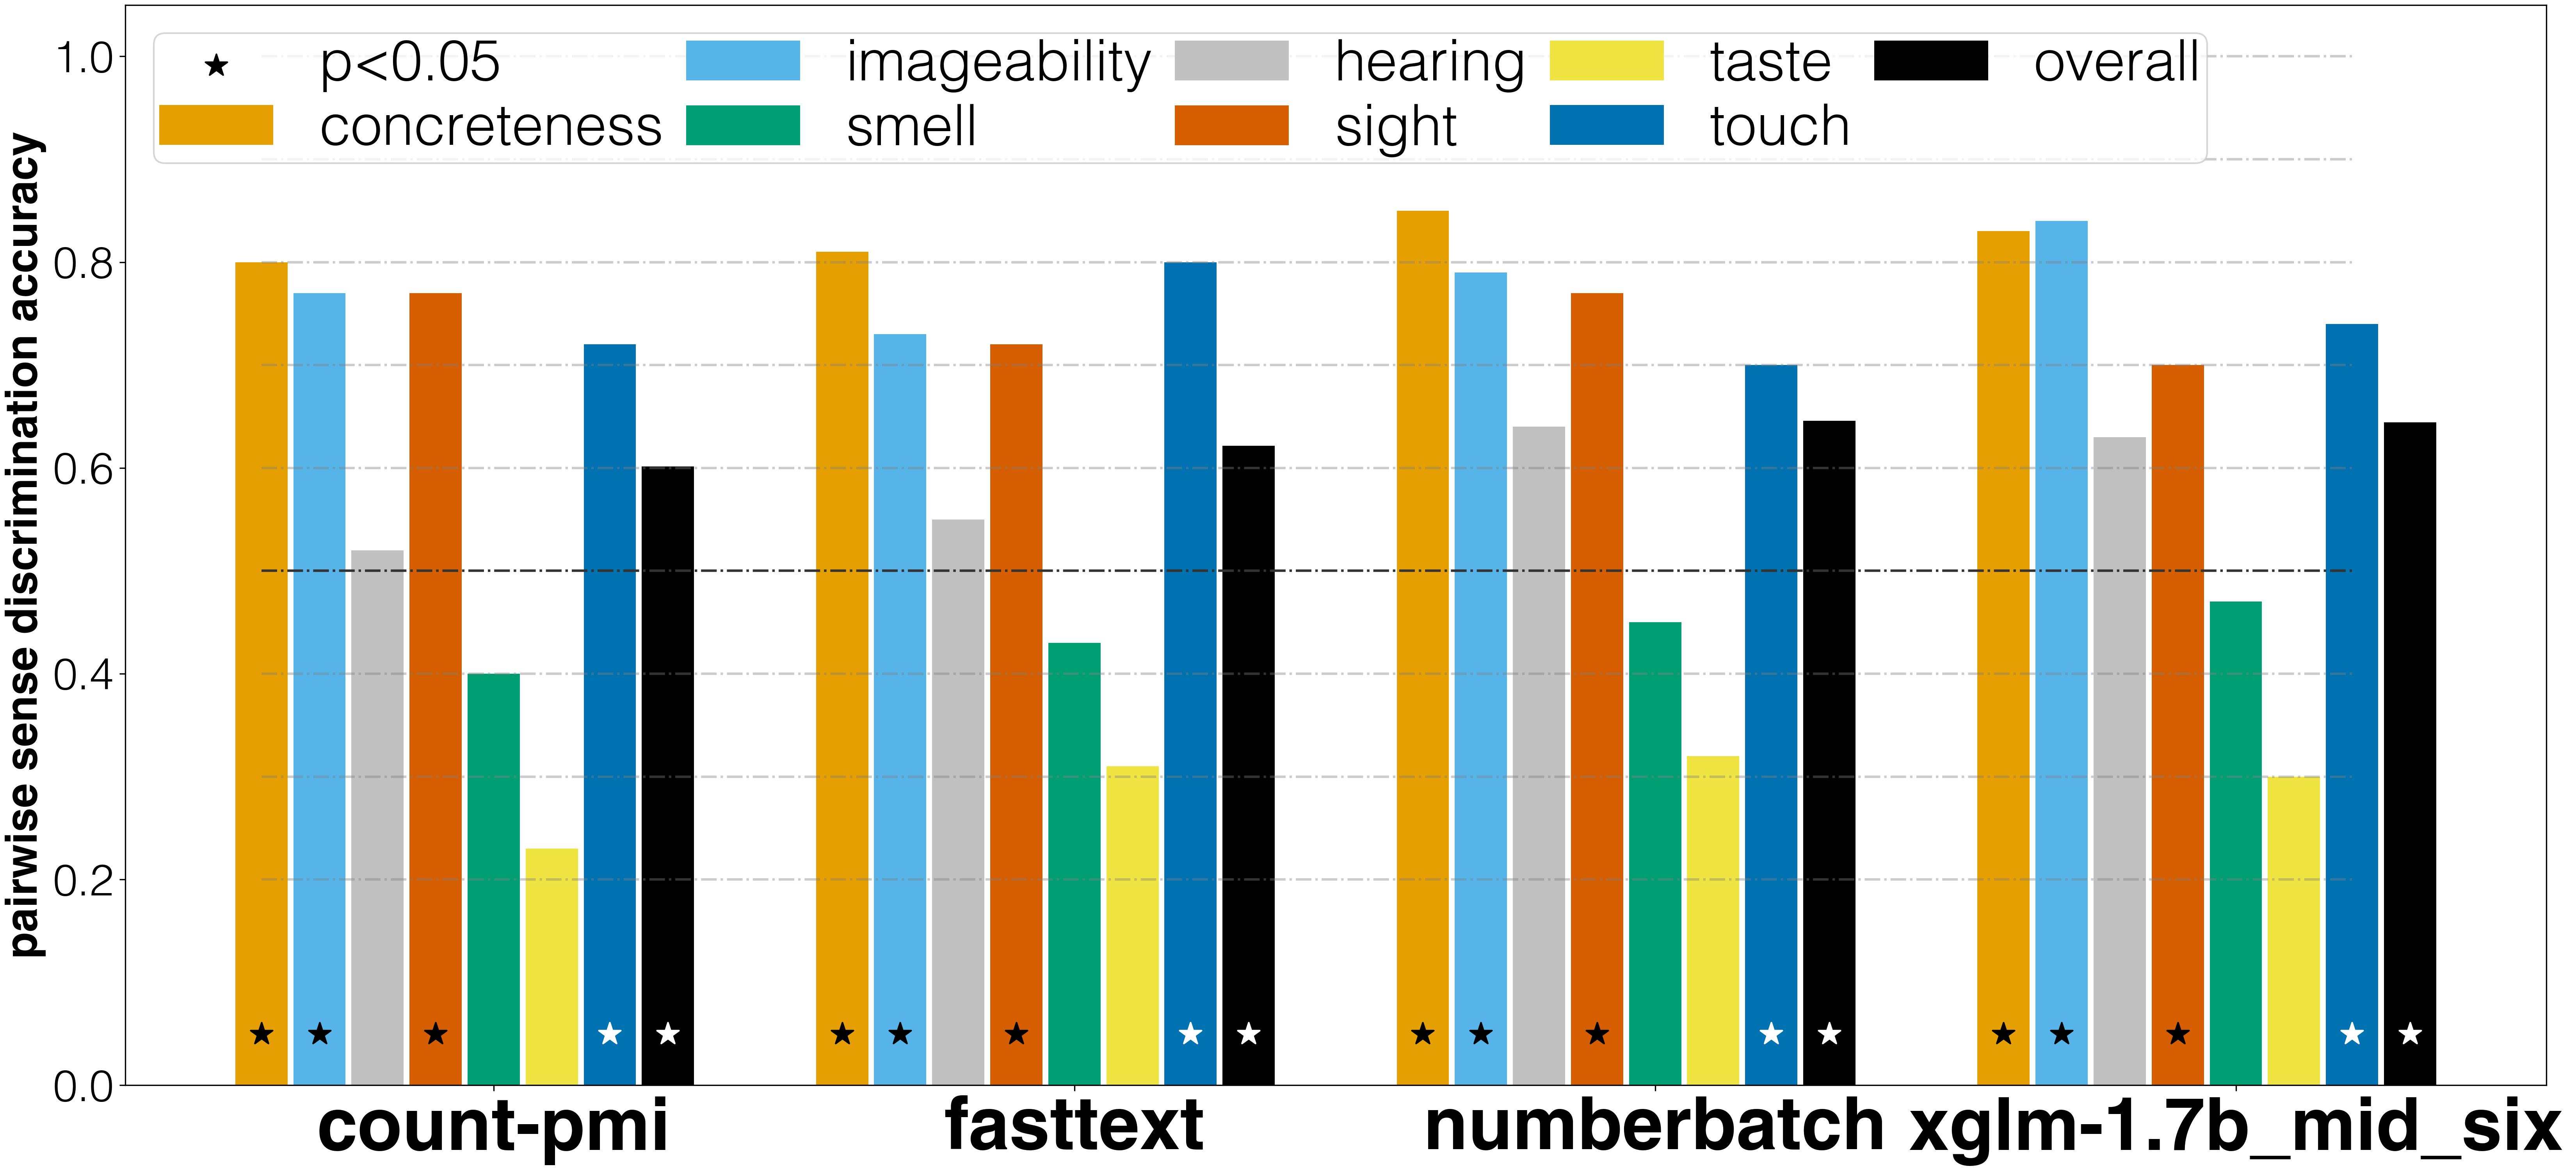 pairwise sense discrimination accuracy
1.0
0.8
0.6
0.4
0.2
0.0
p<0.05
concreteness
imageability
smell
hearing
sight
taste
touch
overall
count-pmi
fasttext
numberbatch
xglm-1.7b_mid_six